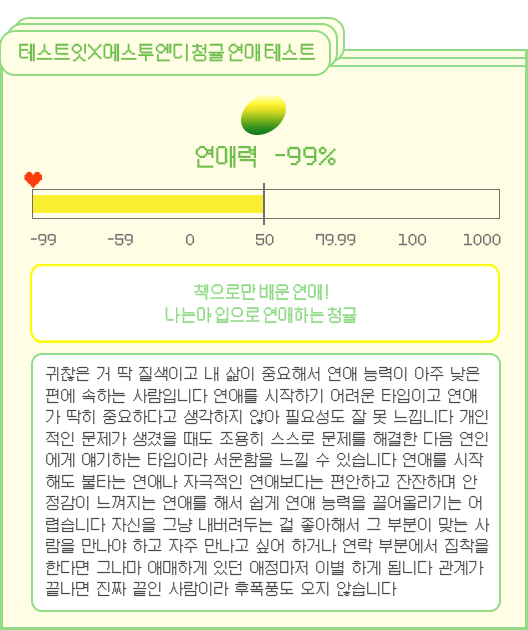 테스트잇X메스투엔디 청귤 연애 테스트
연애력 -99%
-99 -59 0 50 79.99 100 1000
책으로만 배운 연애!
나는야 입으로 연애하는 청귤
귀찮은 거 딱 질색이고 내 삶이 중요해서 연애 능력이 아주 낮은
편에 속하는 사람입니다 연애를 시작하기 어려운 타입이고 연애
가 딱히 중요하다고 생각하지 않아 필요성도 잘 못 느낍니다 개인
적인 문제가 생겼을 때도 조용히 스스로 문제를 해결한 다음 연인
에게 얘기하는 타입이라 서운함을 느낄 수 있습니다 연애를 시작
해도 불타는 연애나 자극적인 연애보다는 편안하고 잔잔하며 안
정감이 느껴지는 연애를 해서 쉽게 연애 능력을 끌어올리기는 어
렵습니다 자신을 그냥 내버려두는 걸 좋아해서 그 부분이 맞는 사
람을 만나야 하고 자주 만나고 싶어 하거나 연락 부분에서 집착을
한다면 그나마 애매하게 있던 애정마저 이별 하게 됩니다 관계가
끝나면 진짜 끝인 사람이라 후폭풍도 오지 않습니다